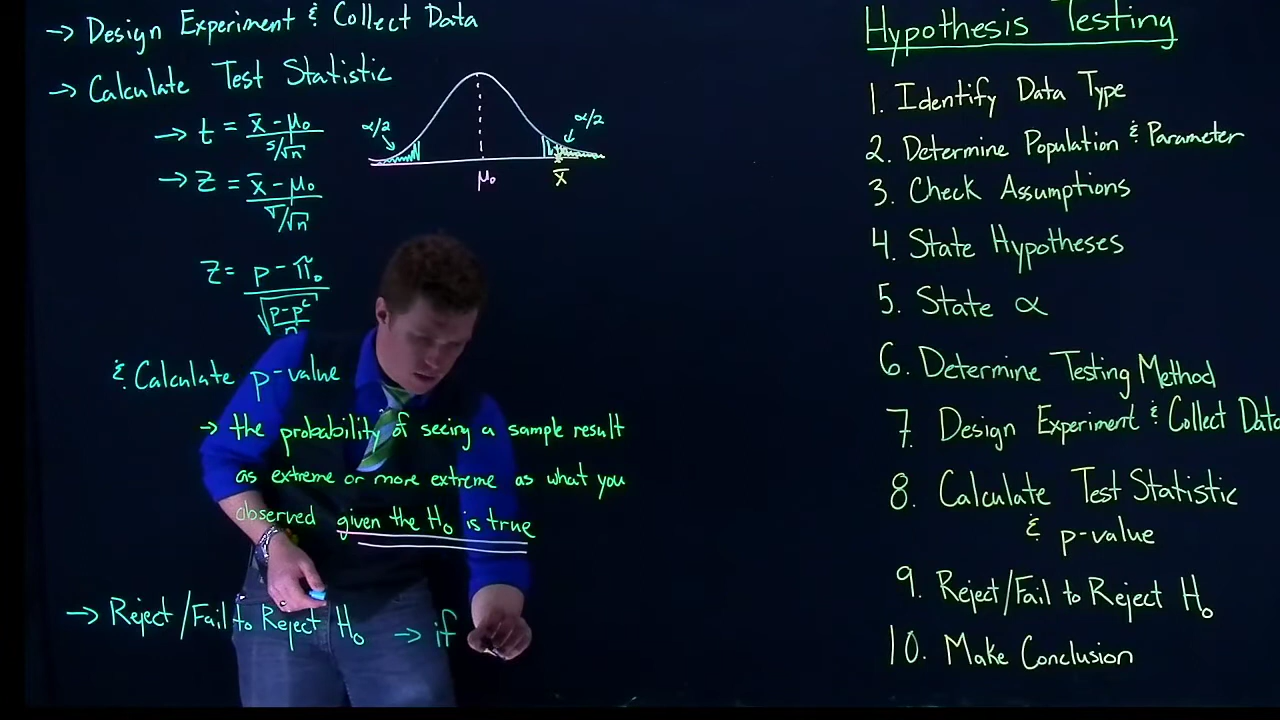 → Design Experiment & Collect Data
→ Calculate Test Statistic
→ t = x̄ - μ₀ / s/√n
→ z = x̄ - μ₀ / σ/√n
α/2 α/2
μ₀ x̄
z = p - π₀ / √(p-p²/n)
& Calculate p-value
→ the probability of seeing a sample result
as extreme or more extreme as what you
observed given the H₀ is true
→ Reject/Fail to Reject H₀ → if
Hypothesis Testing
1. Identify Data Type
2. Determine Population & Parameter
3. Check Assumptions
4. State Hypotheses
5. State α
6. Determine Testing Method
7. Design Experiment & Collect Data
8. Calculate Test Statistic
& p-value
9. Reject/Fail to Reject H₀
10. Make Conclusion